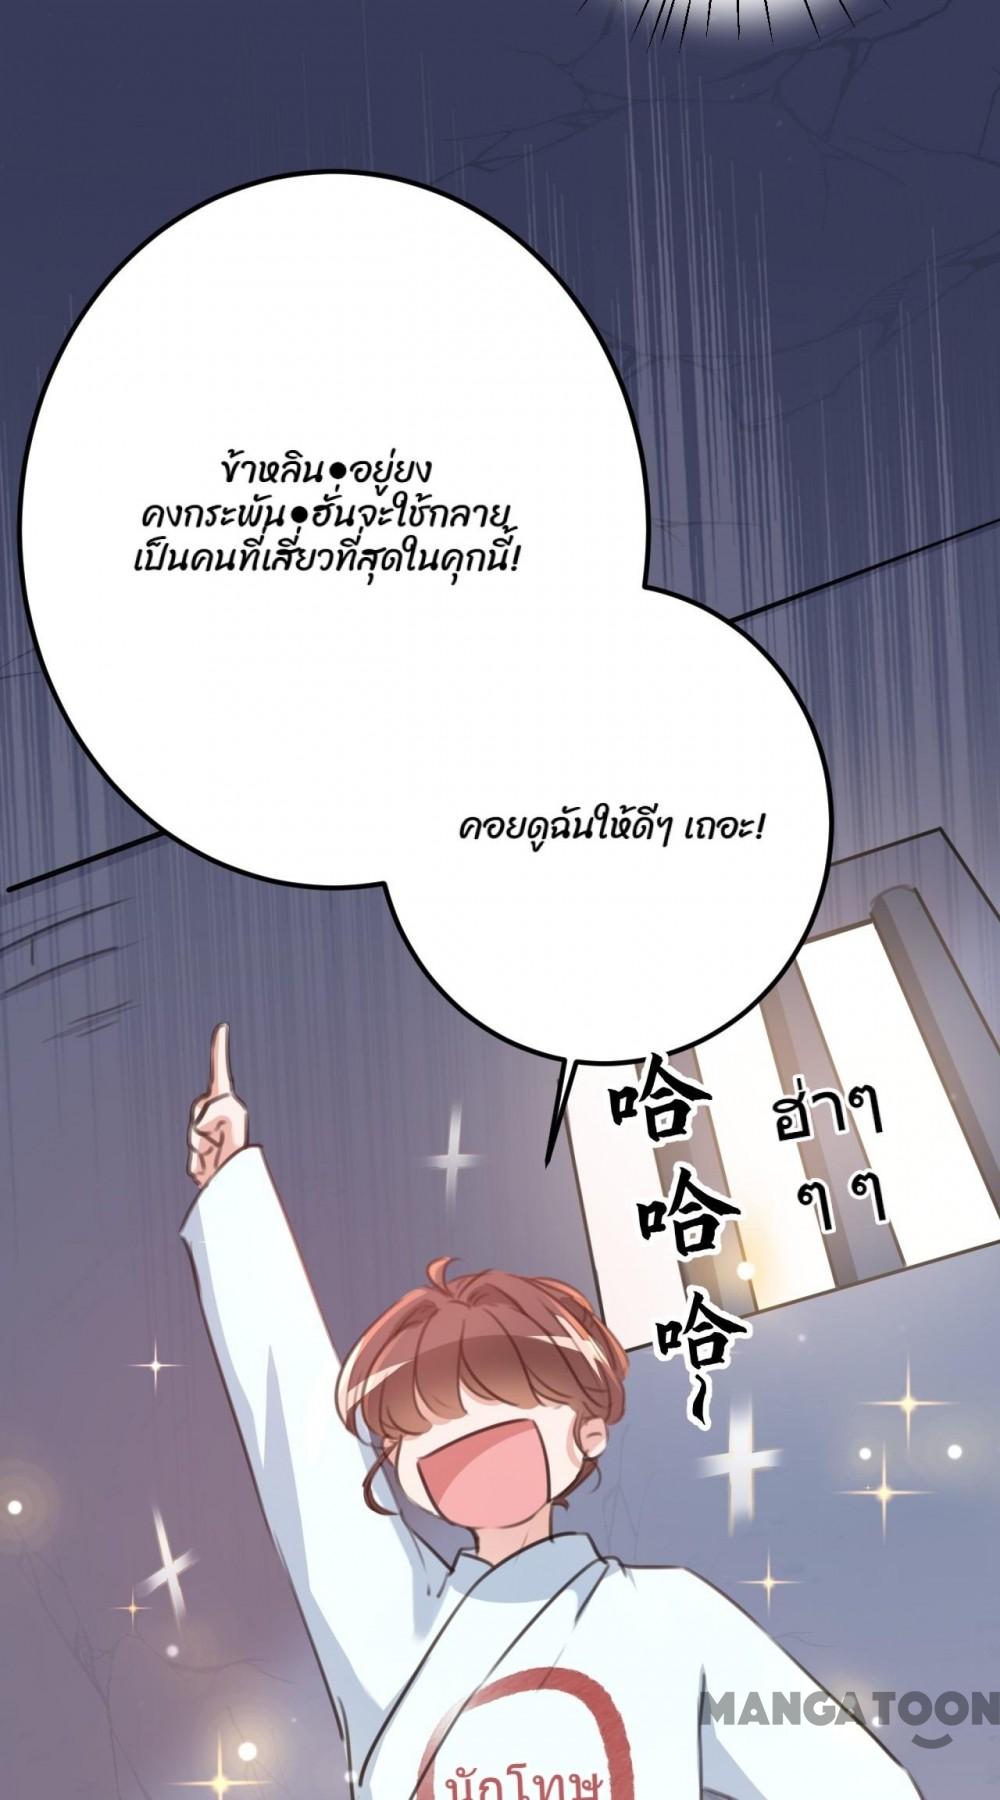 ข้าหลิน●อยู่ยง
คงกระพัน●ฮั่นจะใช้กลาย
เป็นคนที่เสี่ยวที่สุดในคุกนี้!
คอยดูฉันให้ดีๆ เถอะ!
哈
哈
哈~
ฮ่าๆ
ๆ ๆ
MANGATOON
นักโทษ